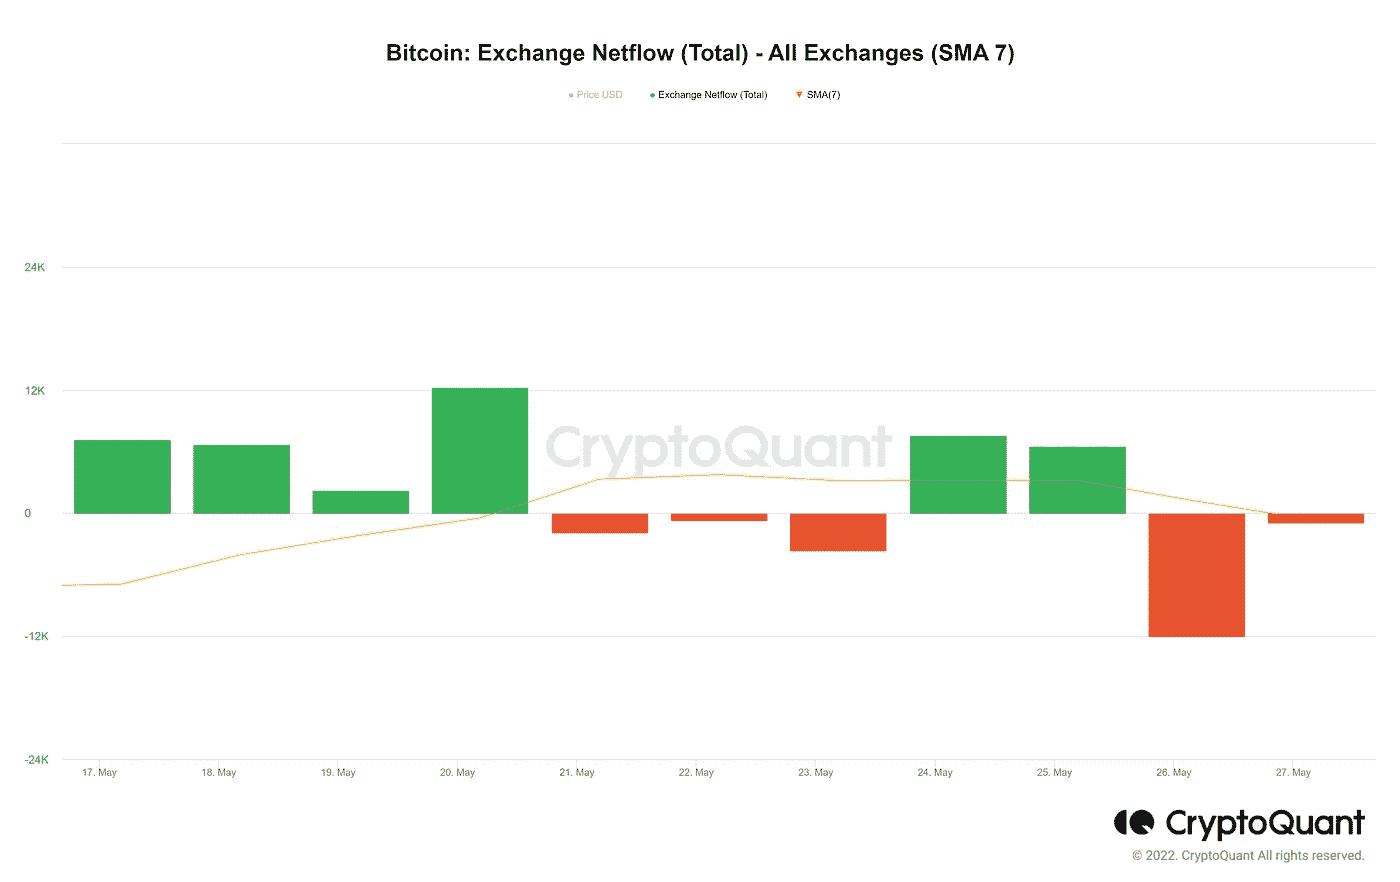 Bitcoin: Exchange Netflow (Total) - All Exchanges (SMA 7)
Price USD Exchange Netflow (Total) SMA(7)
24K
12K
CryptoQuant
0
-12K
-24K
17. May 18. May 19. May 20. May 21. May 22. May 23. May 24. May 25. May 26. May 27. May
CryptoQuant
© 2022. CryptoQuant All rights reserved.